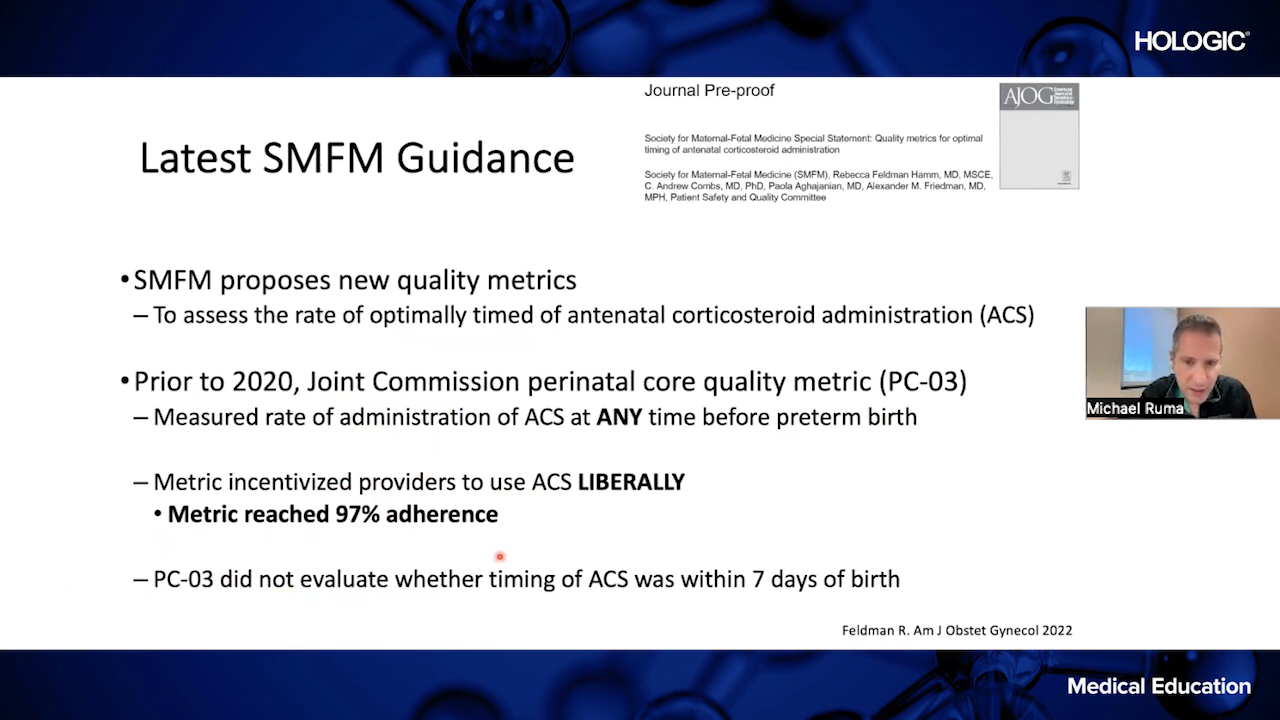 HOLOGIC®
Journal Pre-proof
AJOG
Society for Maternal-Fetal Medicine Special Statement: Quality metrics for optimal
timing of antenatal corticosteroid administration
Society for Maternal-Fetal Medicine (SMFM), Rebecca Feldman Hamm, MD, MSCE,
C. Andrew Combs, MD, PhD, Paola Aghajanian, MD, Alexander M. Friedman, MD,
MPH, Patient Safety and Quality Committee
Latest SMFM Guidance
•SMFM proposes new quality metrics
– To assess the rate of optimally timed of antenatal corticosteroid administration (ACS)
•Prior to 2020, Joint Commission perinatal core quality metric (PC-03)
– Measured rate of administration of ACS at ANY time before preterm birth
– Metric incentivized providers to use ACS LIBERALLY
• Metric reached 97% adherence
– PC-03 did not evaluate whether timing of ACS was within 7 days of birth
Michael Ruma
Feldman R. Am J Obstet Gynecol 2022
Medical Education